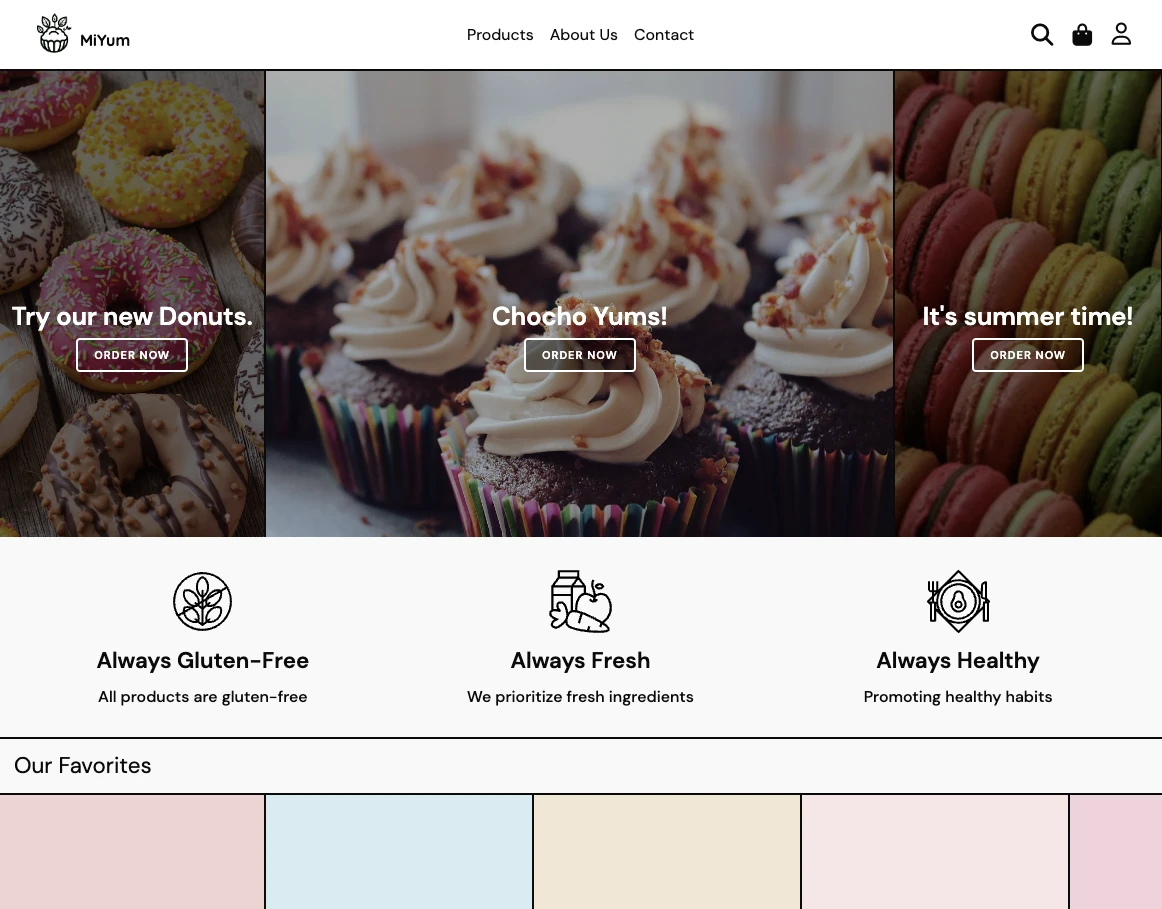 MiYum
Products About Us Contact
Try our new Donuts.
ORDER NOW
Chocho Yums!
ORDER NOW
It's summer time!
ORDER NOW
Always Gluten-Free
All products are gluten-free
Always Fresh
We prioritize fresh ingredients
Always Healthy
Promoting healthy habits
Our Favorites